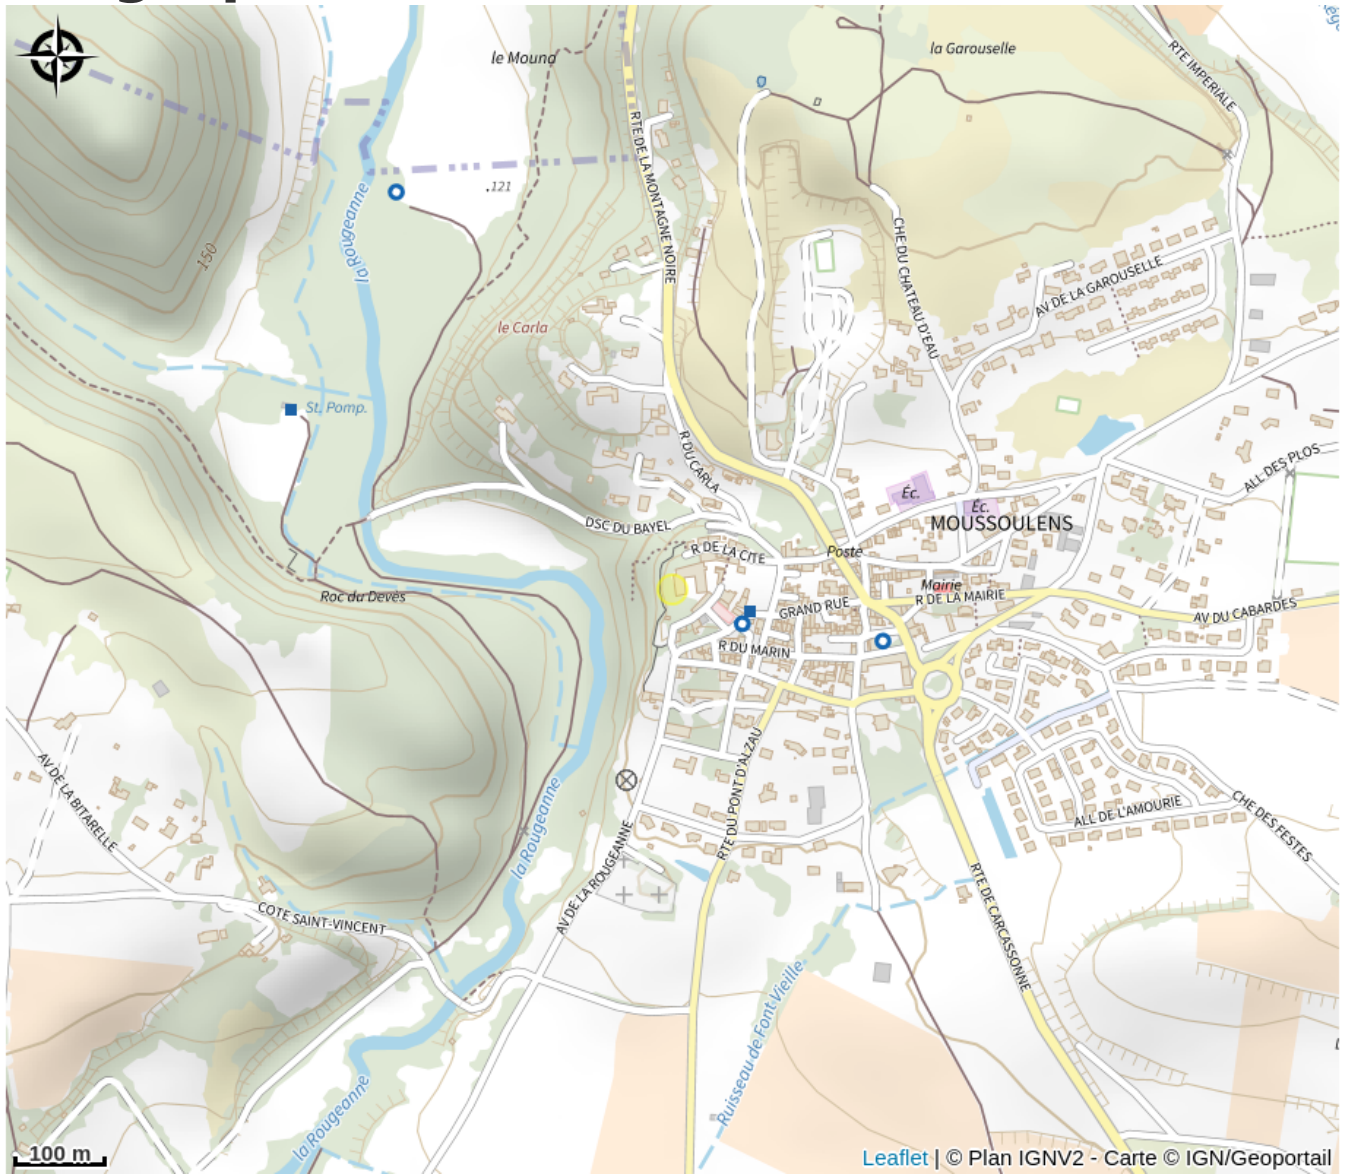 le Mouna
la Garouselle
RTE IMPERIALE
RTE DE LA MONTAGNE NOIRE
.121
la Rougeanne
150
CHE DU CHATEAU D'EAU
AV DE LA GAROUSELLE
le Carla
St. Pomp.
R DU CARLA
ALL DES PLOS
Éc.
Éc.
MOUSSOULENS
DSC DU BAYEL
R DE LA CITE
Poste
Roc du Devès
Mairie
R DE LA MAIRIE
GRAND RUE
AV DU CABARDES
R DU MARIN
AV DE LA BITARELLE
RTE DU PONT D'ALZAU
la Rougeanne
ALL DE L'AMOURIE
CHE DES FESTES
AV DE LA ROUGEANNE
RTE DE CARCASSONNE
COTE SAINT-VINCENT
Ruisseau de Font Vieille
la Rougeanne
100 m
Leaflet | © Plan IGNV2 - Carte © IGN/Geoportail